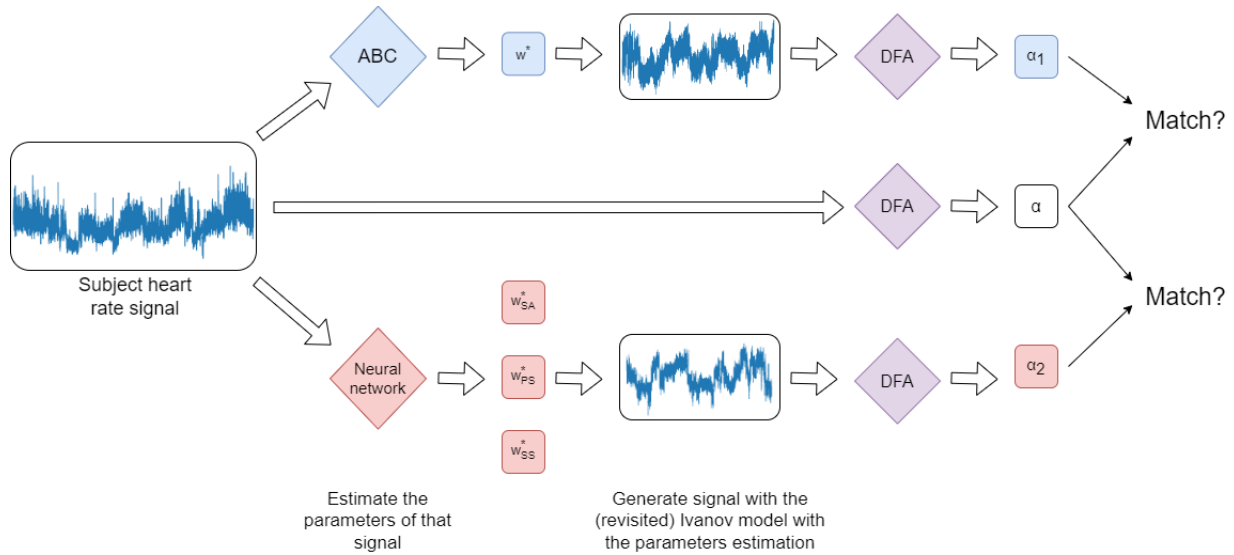 ABC
w*
DFA
α1
Match?
Subject heart
rate signal
DFA
α
w*SA
Match?
Neural
network
w*PS
DFA
α2
w*SS
Estimate the
parameters of that
signal
Generate signal with the
(revisited) Ivanov model with
the parameters estimation